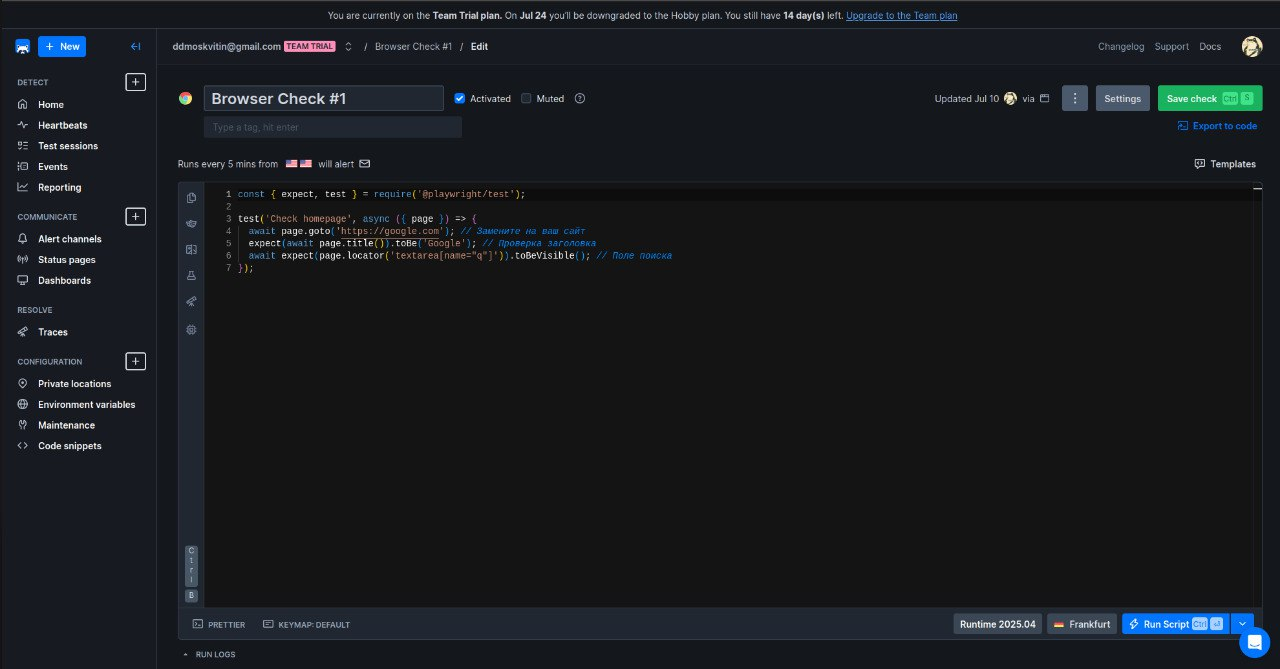 You are currently on the Team Trial plan. On Jul 24 you'll be downgraded to the Hobby plan. You still have 14 day(s) left. Upgrade to the Team plan
+ New
ddmoskvitin@gmail.com TEAM TRIAL / Browser Check #1 / Edit
Changelog Support Docs
DETECT
Home
Heartbeats
Test sessions
Events
Reporting
COMMUNICATE
Alert channels
Status pages
Dashboards
RESOLVE
Traces
CONFIGURATION
Private locations
Environment variables
Maintenance
Code snippets
Browser Check #1
Activated
Muted
Updated Jul 10 via
Settings
Save check Ctrl S
Type a tag, hit enter
Export to code
Runs every 5 mins from will alert
Templates
1 const { expect, test } = require('@playwright/test');
2
3 test('Check homepage', async ({ page }) => {
4 await page.goto('https://google.com'); // Замените на ваш сайт
5 expect(await page.title()).toBe('Google'); // Проверка заголовка
6 await expect(page.locator('textarea[name="q"]')).toBeVisible(); // Поле поиска
7 });
Ctrl
B
PRETTIER
KEYMAP: DEFAULT
Runtime 2025.04
Frankfurt
Run Script Ctrl ⏎
RUN LOGS